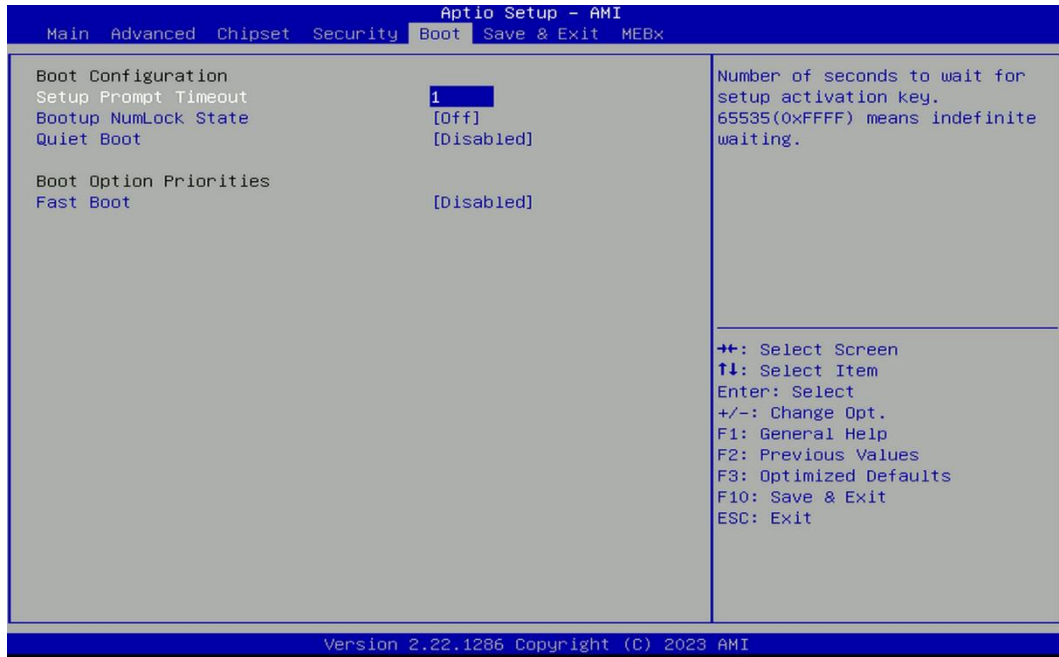 Aptio Setup – AMI
Main Advanced Chipset Security Boot Save & Exit MEBx
Boot Configuration
Setup Prompt Timeout 1
Bootup NumLock State [Off]
Quiet Boot [Disabled]
Boot Option Priorities
Fast Boot [Disabled]
Number of seconds to wait for
setup activation key.
65535(0xFFFF) means indefinite
waiting.
→←: Select Screen
↑↓: Select Item
Enter: Select
+/-: Change Opt.
F1: General Help
F2: Previous Values
F3: Optimized Defaults
F10: Save & Exit
ESC: Exit
Version 2.22.1286 Copyright (C) 2023 AMI